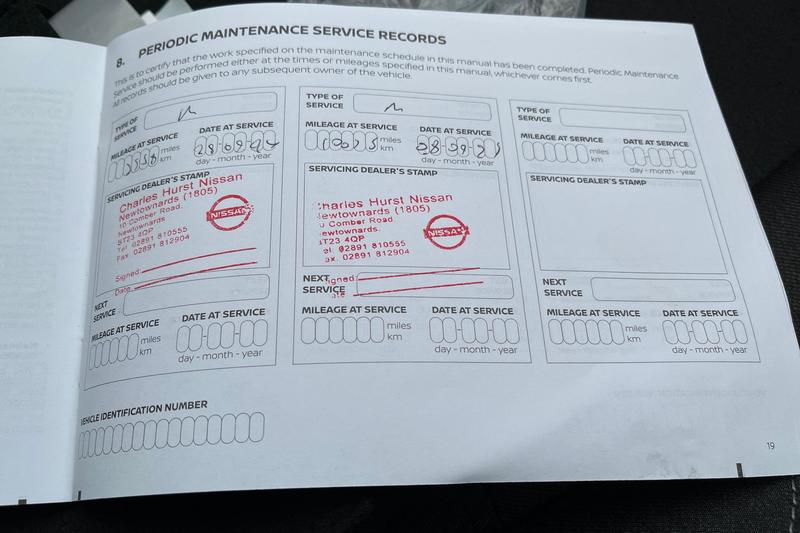 8. PERIODIC MAINTENANCE SERVICE RECORDS
This is to certify that the work specified on the maintenance schedule in this manual has been completed. Periodic Maintenance
Service should be performed either at the times or mileages specified in this manual, whichever comes first.
All records should be given to any subsequent owner of the vehicle.
TYPE OF
SERVICE
MILEAGE AT SERVICE
miles
km
DATE AT SERVICE
day - month - year
SERVICING DEALER'S STAMP
Charles Hurst Nissan
Newtownards (1805)
10 Comber Road.
Newtownards
BT23 4QP
Tel 02891 810555
Fax 02891 812904
NISSAN
Signed
Date
NEXT
SERVICE
MILEAGE AT SERVICE
miles
km
DATE AT SERVICE
day - month - year
TYPE OF
SERVICE
MILEAGE AT SERVICE
miles
km
DATE AT SERVICE
day - month - year
SERVICING DEALER'S STAMP
Charles Hurst Nissan
Newtownards (1805)
Comber Road.
ewtownards.
T23 4QP
el. 02891 810555
ax. 02891 812904
NISSAN
igned
NEXT
SERVICE
MILEAGE AT SERVICE
miles
km
DATE AT SERVICE
day - month - year
TYPE OF
SERVICE
MILEAGE AT SERVICE
miles
km
DATE AT SERVICE
day - month - year
SERVICING DEALER'S STAMP
NEXT
SERVICE
MILEAGE AT SERVICE
miles
km
DATE AT SERVICE
day - month - year
VEHICLE IDENTIFICATION NUMBER
19